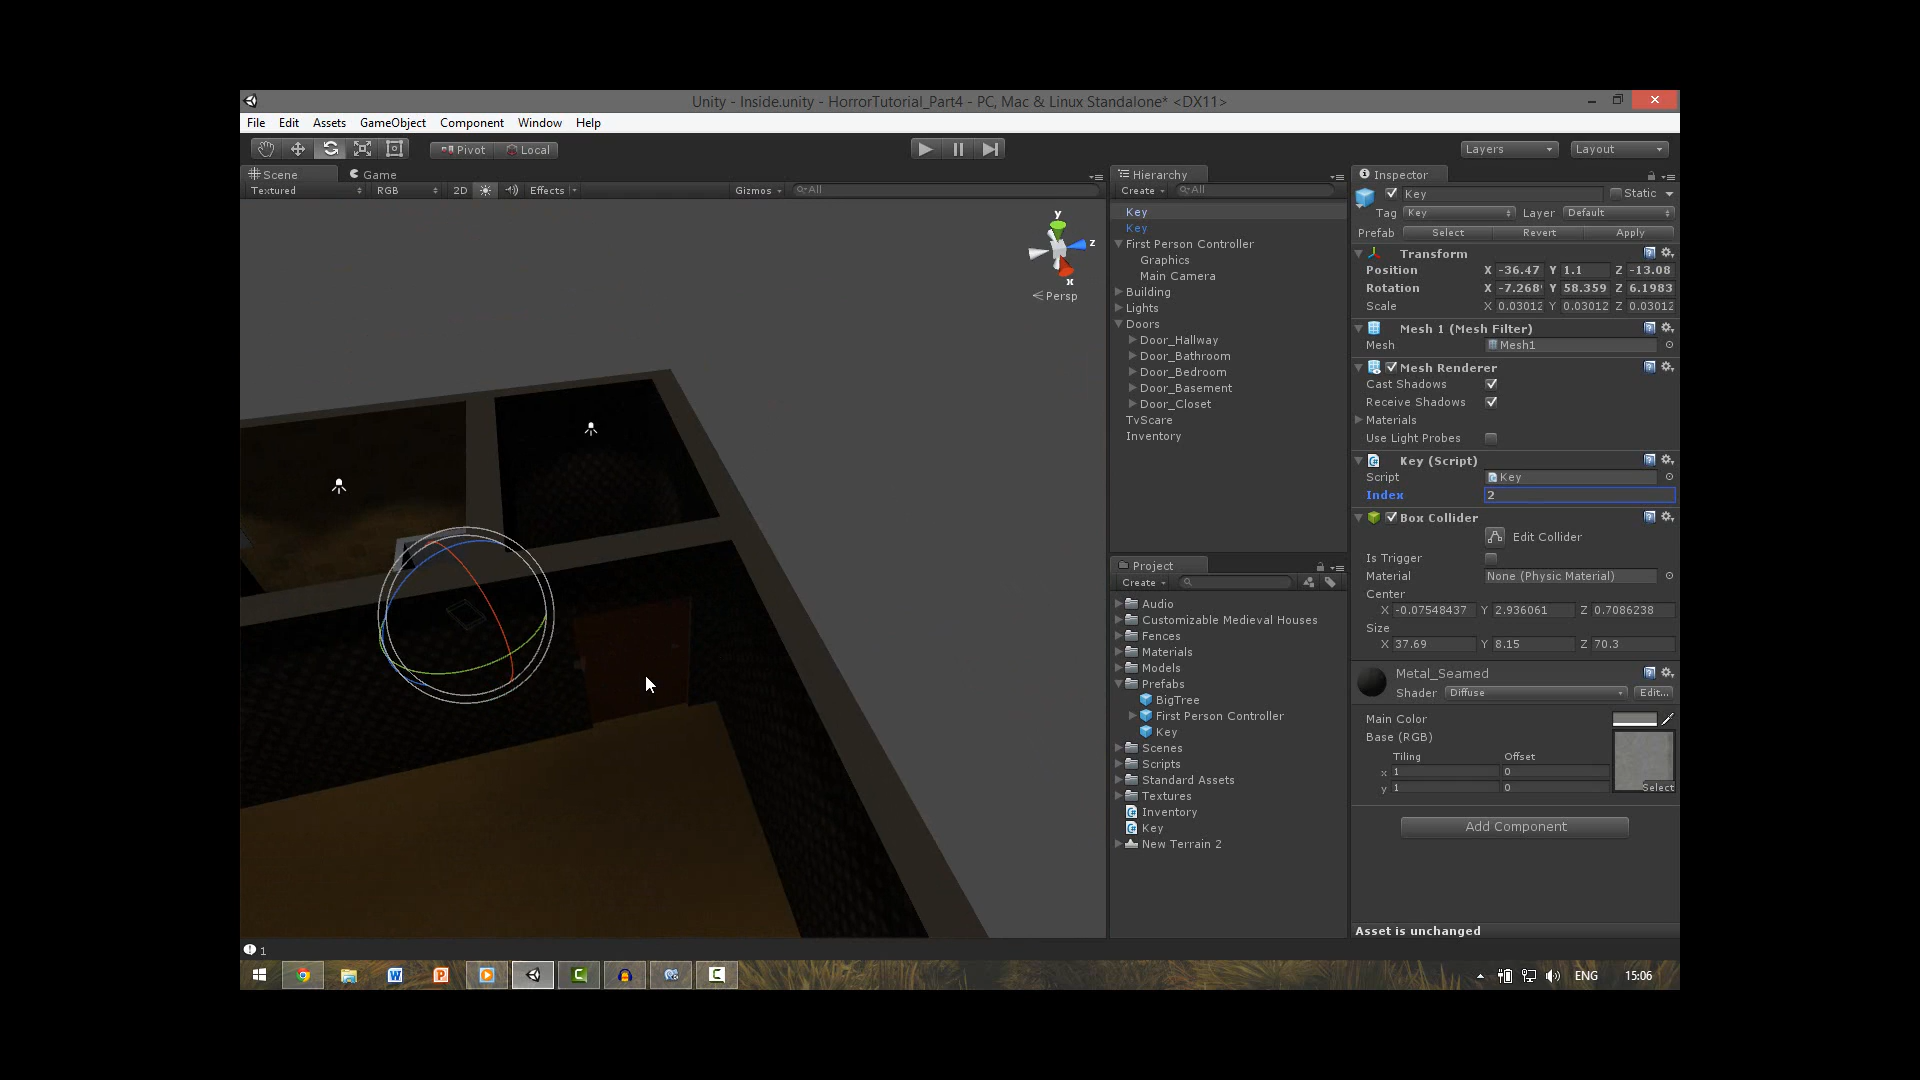 Unity - Inside.unity - HorrorTutorial_Part4 - PC, Mac & Linux Standalone* <DX11>
File Edit Assets GameObject Component Window Help
Pivot Local Layers Layout
Scene Game
Textured RGB 2D Effects Gizmos All
y
z
x
Persp
Hierarchy
Create All
Key
Key
First Person Controller
Graphics
Main Camera
Building
Lights
Doors
Door_Hallway
Door_Bathroom
Door_Bedroom
Door_Basement
Door_Closet
TvScare
Inventory
Project
Create
Audio
Customizable Medieval Houses
Fences
Materials
Models
Prefabs
BigTree
First Person Controller
Key
Scenes
Scripts
Standard Assets
Textures
Inventory
Key
New Terrain 2
Inspector
Key Static
Tag Key Layer Default
Prefab Select Revert Apply
Transform
Position X -36.47 Y 1.1 Z -13.08
Rotation X -7.268 Y 58.359 Z 6.1983
Scale X 0.03012 Y 0.03012 Z 0.03012
Mesh 1 (Mesh Filter)
Mesh Mesh1
Mesh Renderer
Cast Shadows
Receive Shadows
Materials
Use Light Probes
Key (Script)
Script Key
Index 2
Box Collider
Edit Collider
Is Trigger
Material None (Physic Material)
Center
X -0.07548437 Y 2.936061 Z 0.7086238
Size
X 37.69 Y 8.15 Z 70.3
Metal_Seamed
Shader Diffuse Edit...
Main Color
Base (RGB)
Tiling Offset
x 1 0
y 1 0
Select
Add Component
Asset is unchanged
1
ENG 15:06